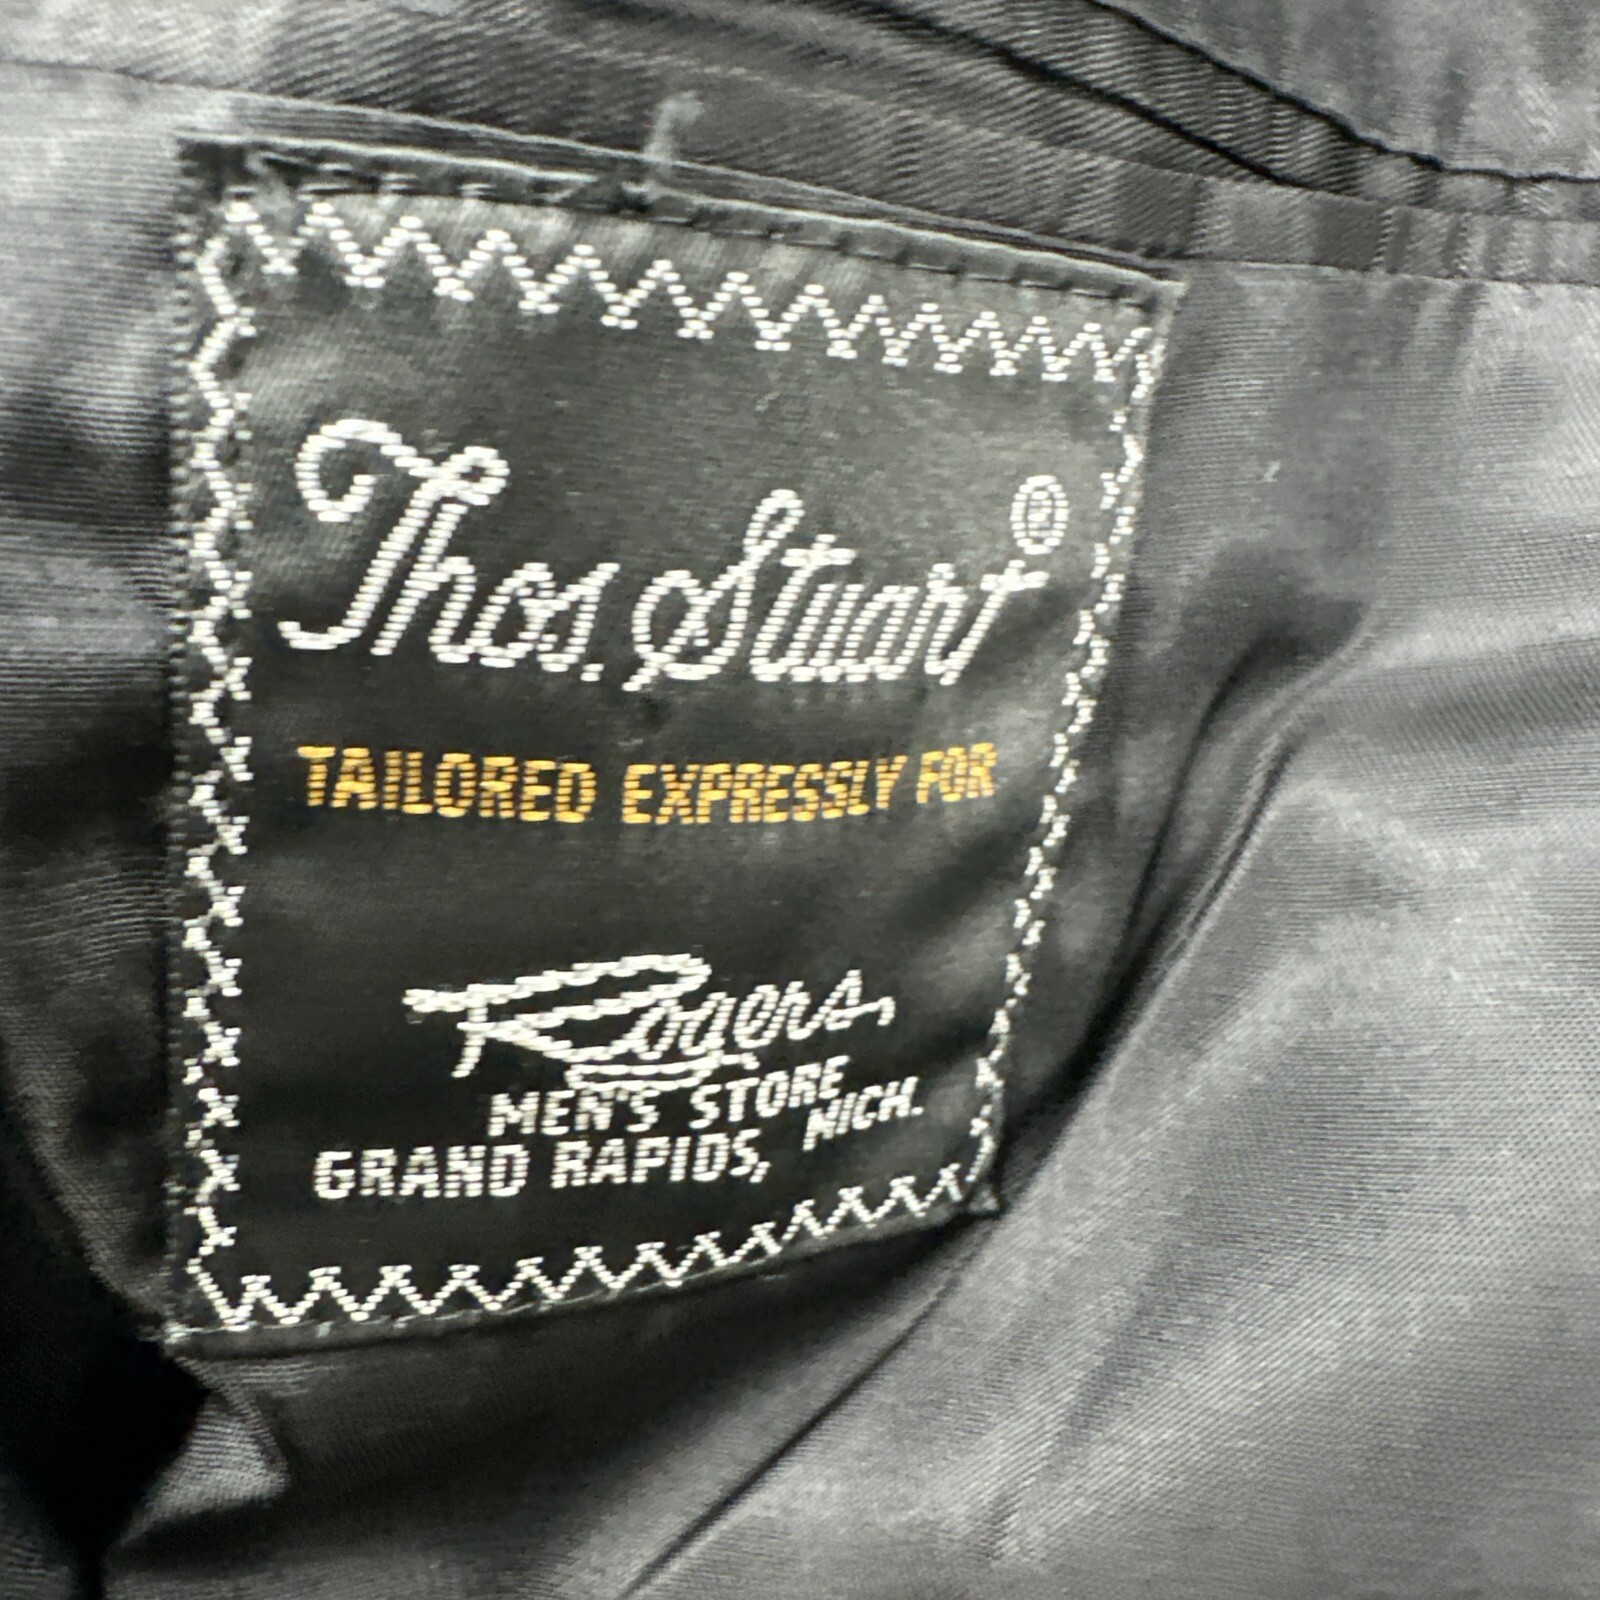 Thos. Stuart®
TAILORED EXPRESSLY FOR
Rogers
MEN'S STORE
GRAND RAPIDS, MICH.